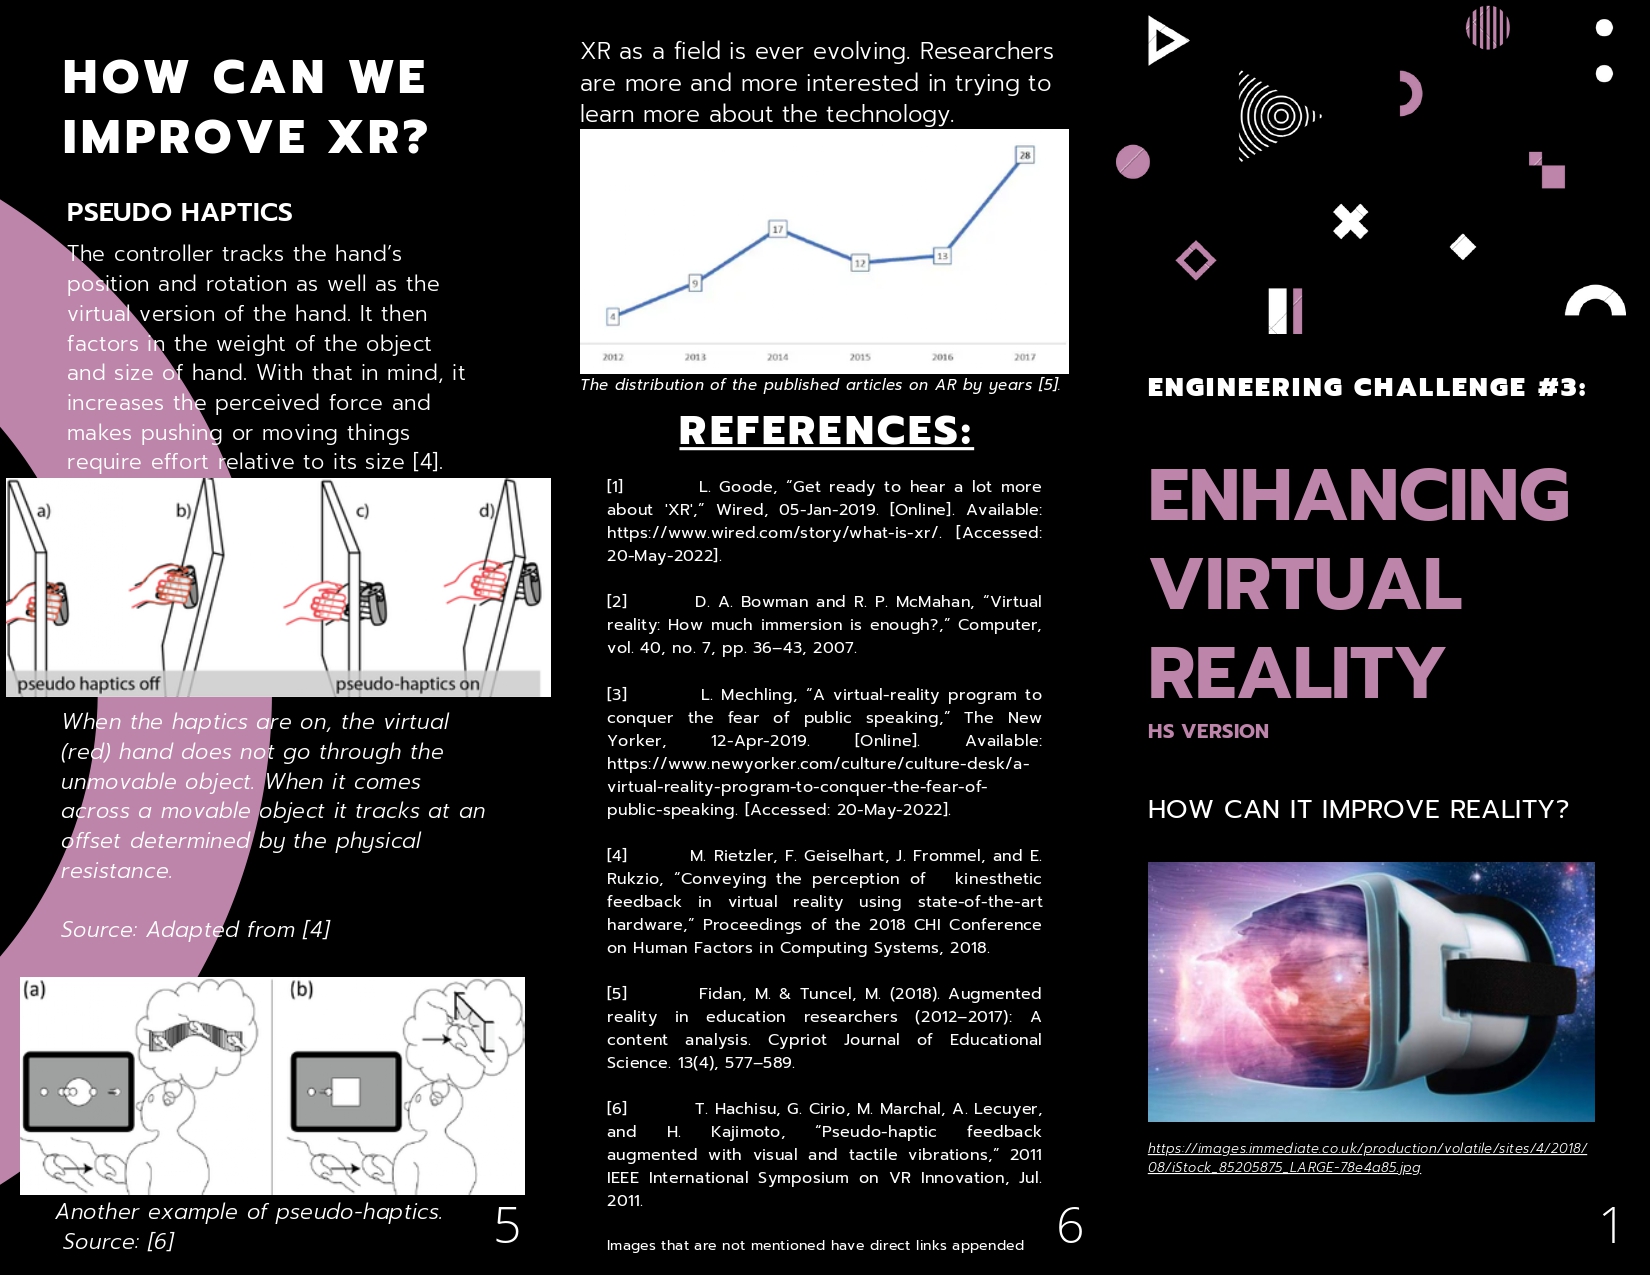 HOW CAN WE
IMPROVE XR?
PSEUDO HAPTICS
The controller tracks the hand’s
position and rotation as well as the
virtual version of the hand. It then
factors in the weight of the object
and size of hand. With that in mind, it
increases the perceived force and
makes pushing or moving things
require effort relative to its size [4].
a) b) c) d)
pseudo haptics off pseudo-haptics on
When the haptics are on, the virtual
(red) hand does not go through the
unmovable object. When it comes
across a movable object it tracks at an
offset determined by the physical
resistance.
Source: Adapted from [4]
(a) (b)
Another example of pseudo-haptics.
Source: [6]
5
XR as a field is ever evolving. Researchers
are more and more interested in trying to
learn more about the technology.
4 9 17 12 13 28
2012 2013 2014 2015 2016 2017
The distribution of the published articles on AR by years [5].
REFERENCES:
[1] L. Goode, “Get ready to hear a lot more
about 'XR',” Wired, 05-Jan-2019. [Online]. Available:
https://www.wired.com/story/what-is-xr/. [Accessed:
20-May-2022].
[2] D. A. Bowman and R. P. McMahan, “Virtual
reality: How much immersion is enough?,” Computer,
vol. 40, no. 7, pp. 36–43, 2007.
[3] L. Mechling, “A virtual-reality program to
conquer the fear of public speaking,” The New
Yorker, 12-Apr-2019. [Online]. Available:
https://www.newyorker.com/culture/culture-desk/a-
virtual-reality-program-to-conquer-the-fear-of-
public-speaking. [Accessed: 20-May-2022].
[4] M. Rietzler, F. Geiselhart, J. Frommel, and E.
Rukzio, “Conveying the perception of kinesthetic
feedback in virtual reality using state-of-the-art
hardware,” Proceedings of the 2018 CHI Conference
on Human Factors in Computing Systems, 2018.
[5] Fidan, M. & Tuncel, M. (2018). Augmented
reality in education researchers (2012–2017): A
content analysis. Cypriot Journal of Educational
Science. 13(4), 577–589.
[6] T. Hachisu, G. Cirio, M. Marchal, A. Lecuyer,
and H. Kajimoto, “Pseudo-haptic feedback
augmented with visual and tactile vibrations,” 2011
IEEE International Symposium on VR Innovation, Jul.
2011.
Images that are not mentioned have direct links appended
6
ENGINEERING CHALLENGE #3:
ENHANCING
VIRTUAL
REALITY
HS VERSION
HOW CAN IT IMPROVE REALITY?
https://images.immediate.co.uk/production/volatile/sites/4/2018/
08/iStock_85205875_LARGE-78e4a85.jpg
1